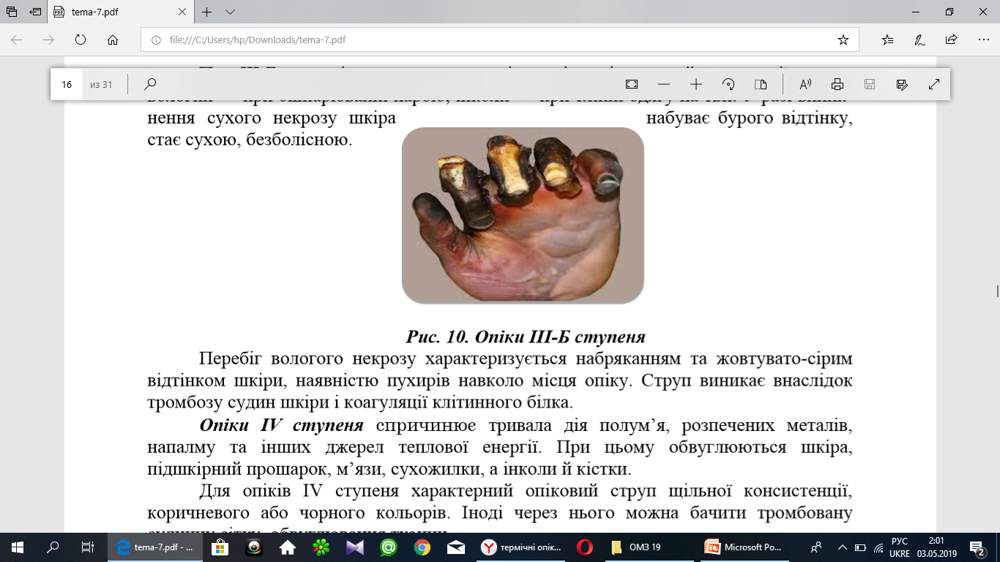 tema-7.pdf
file:///C:/Users/hp/Downloads/tema-7.pdf
16 из 31
нення сухого некрозу шкіра набуває бурого відтінку,
стає сухою, безболісною.
Рис. 10. Опіки ІІІ-Б ступеня
Перебіг вологого некрозу характеризується набряканням та жовтувато-сірим
відтінком шкіри, наявністю пухирів навколо місця опіку. Струп виникає внаслідок
тромбозу судин шкіри і коагуляції клітинного білка.
Опіки IV ступеня спричинює тривала дія полум’я, розпечених металів,
напалму та інших джерел теплової енергії. При цьому обвуглюються шкіра,
підшкірний прошарок, м’язи, сухожилки, а інколи й кістки.
Для опіків IV ступеня характерний опіковий струп щільної консистенції,
коричневого або чорного кольорів. Іноді через нього можна бачити тромбовану
tema-7.pdf - ...
термічні опік...
ОМЗ 19
Microsoft Po...
РУС
UKRE
2:01
03.05.2019
2